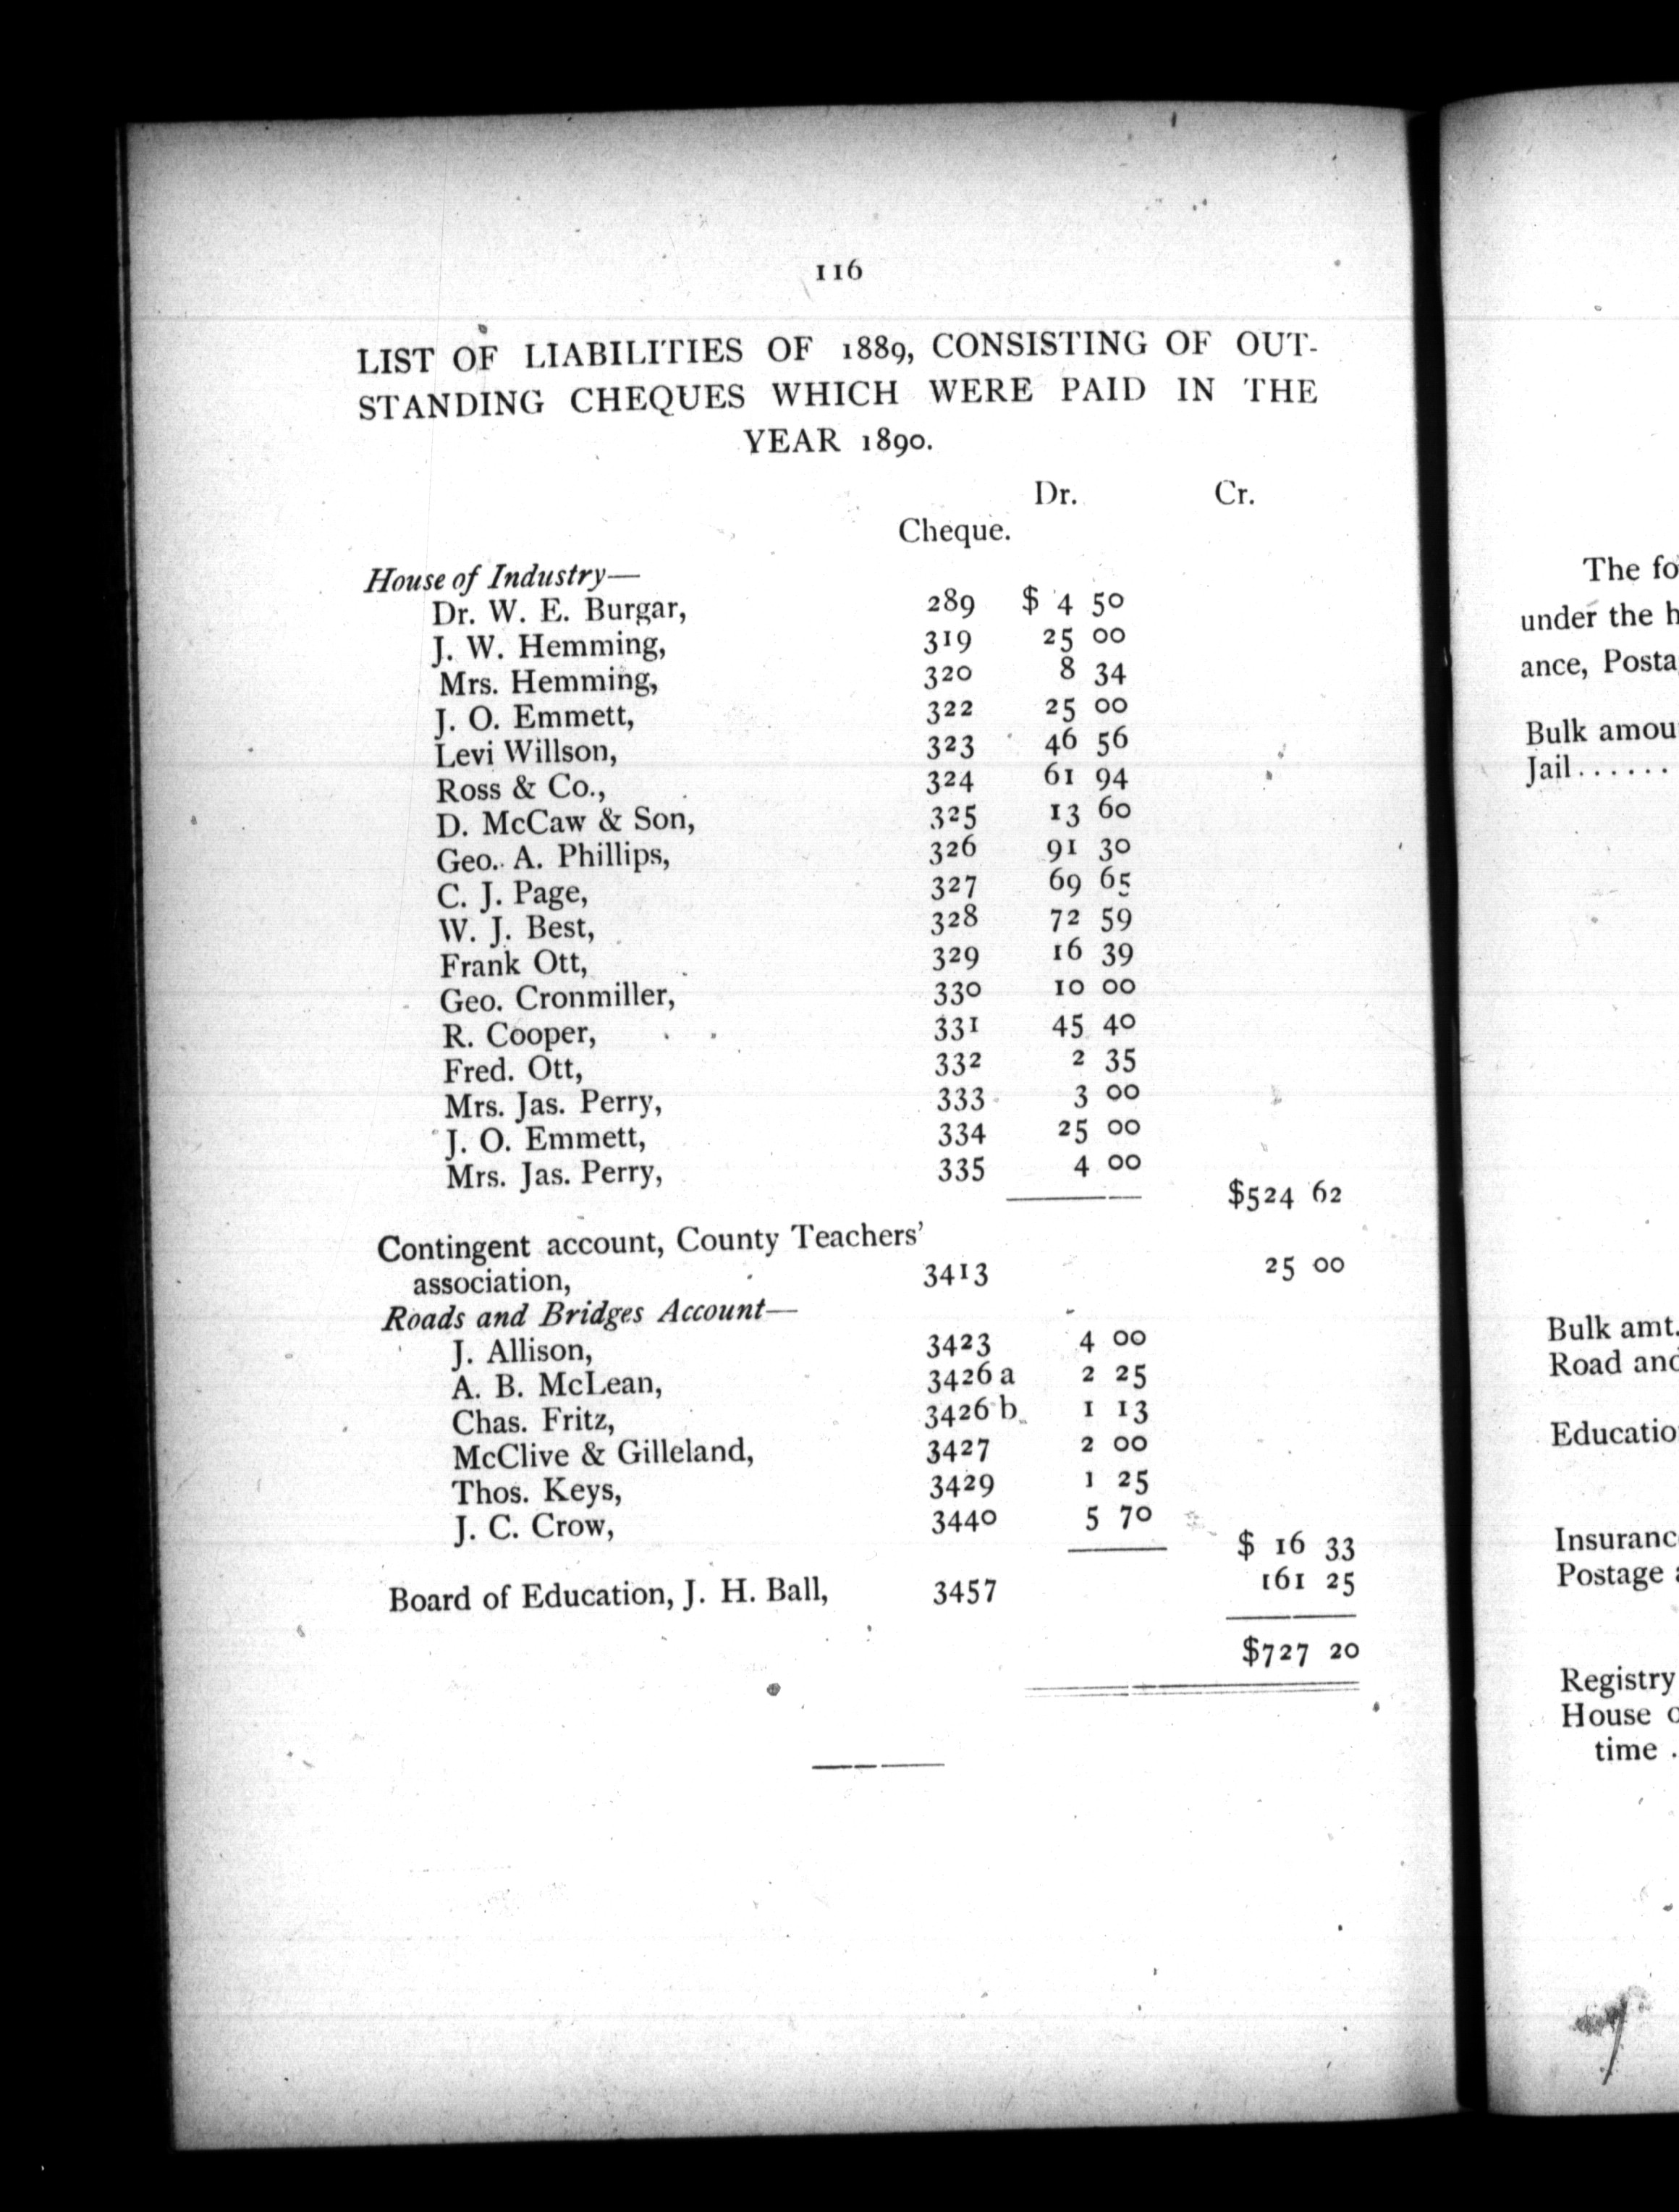 116
LIST OF LIABILITIES OF 1889, CONSISTING OF OUT-
STANDING CHEQUES WHICH WERE PAID IN THE
YEAR 1890.
Dr. Cr.
Cheque.
House of Industry—
Dr. W. E. Burgar, 289 $ 4 50
J. W. Hemming, 319 25 00
Mrs. Hemming, 320 8 34
J. O. Emmett, 322 25 00
Levi Willson, 323 46 56
Ross & Co., 324 61 94
D. McCaw & Son, 325 13 60
Geo. A. Phillips, 326 91 30
C. J. Page, 327 69 65
W. J. Best, 328 72 59
Frank Ott, 329 16 39
Geo. Cronmiller, 330 10 00
R. Cooper, 331 45 40
Fred. Ott, 332 2 35
Mrs. Jas. Perry, 333 3 00
J. O. Emmett, 334 25 00
Mrs. Jas. Perry, 335 4 00
$524 62
Contingent account, County Teachers'
association, 3413 25 00
Roads and Bridges Account—
J. Allison, 3423 4 00
A. B. McLean, 3426 a 2 25
Chas. Fritz, 3426 b 1 13
McClive & Gilleland, 3427 2 00
Thos. Keys, 3429 1 25
J. C. Crow, 3440 5 70
$ 16 33
Board of Education, J. H. Ball, 3457 161 25
$727 20
The fo
under the h
ance, Posta
Bulk amou
Jail......
Bulk amt.
Road and
Educatio
Insuranc
Postage
Registry
House o
time .